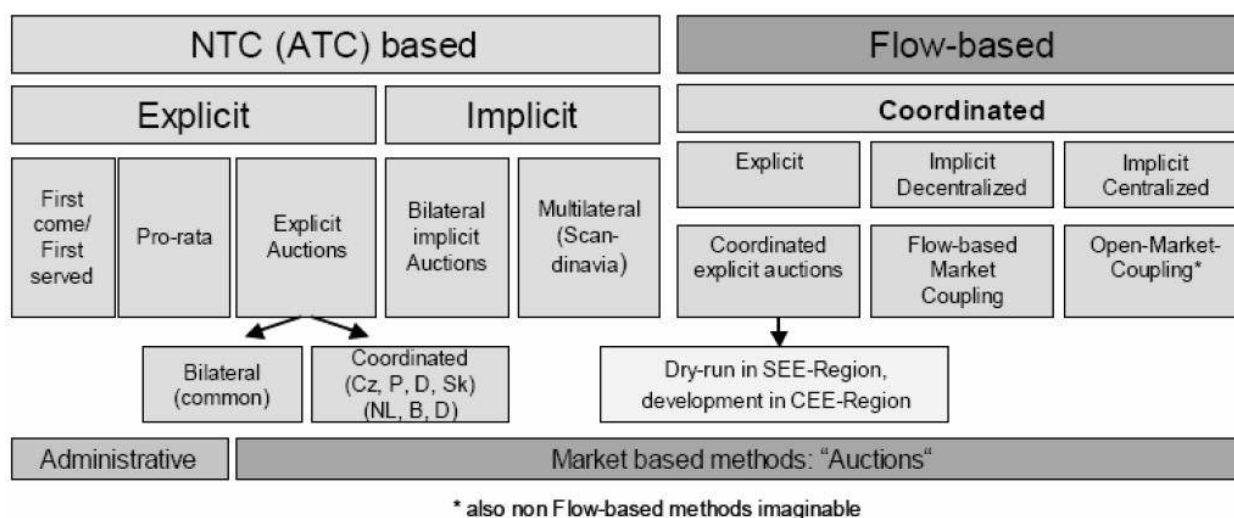 NTC (ATC) based
Flow-based
Explicit
Implicit
Coordinated
First
come/
First
served
Pro-rata
Explicit
Auctions
Bilateral
implicit
Auctions
Multilateral
(Scan-
dinavia)
Explicit
Implicit
Decentralized
Implicit
Centralized
Coordinated
explicit auctions
Flow-based
Market
Coupling
Open-Market-
Coupling*
Bilateral
(common)
Coordinated
(Cz, P, D, Sk)
(NL, B, D)
Dry-run in SEE-Region,
development in CEE-Region
Administrative
Market based methods: “Auctions“
* also non Flow-based methods imaginable